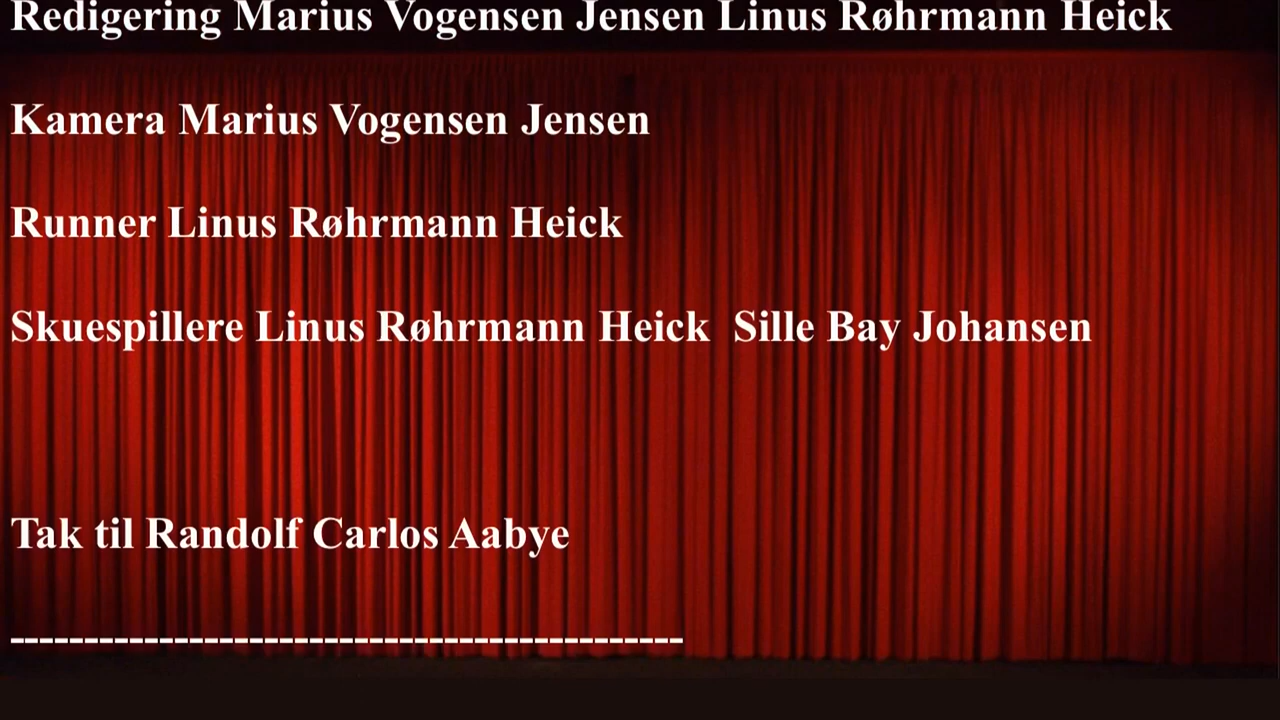 Redigering Marius Vogensen Jensen Linus Røhrmann Heick
Kamera Marius Vogensen Jensen
Runner Linus Røhrmann Heick
Skuespillere Linus Røhrmann Heick  Sille Bay Johansen
Tak til Randolf Carlos Aabye
---------------------------------------------